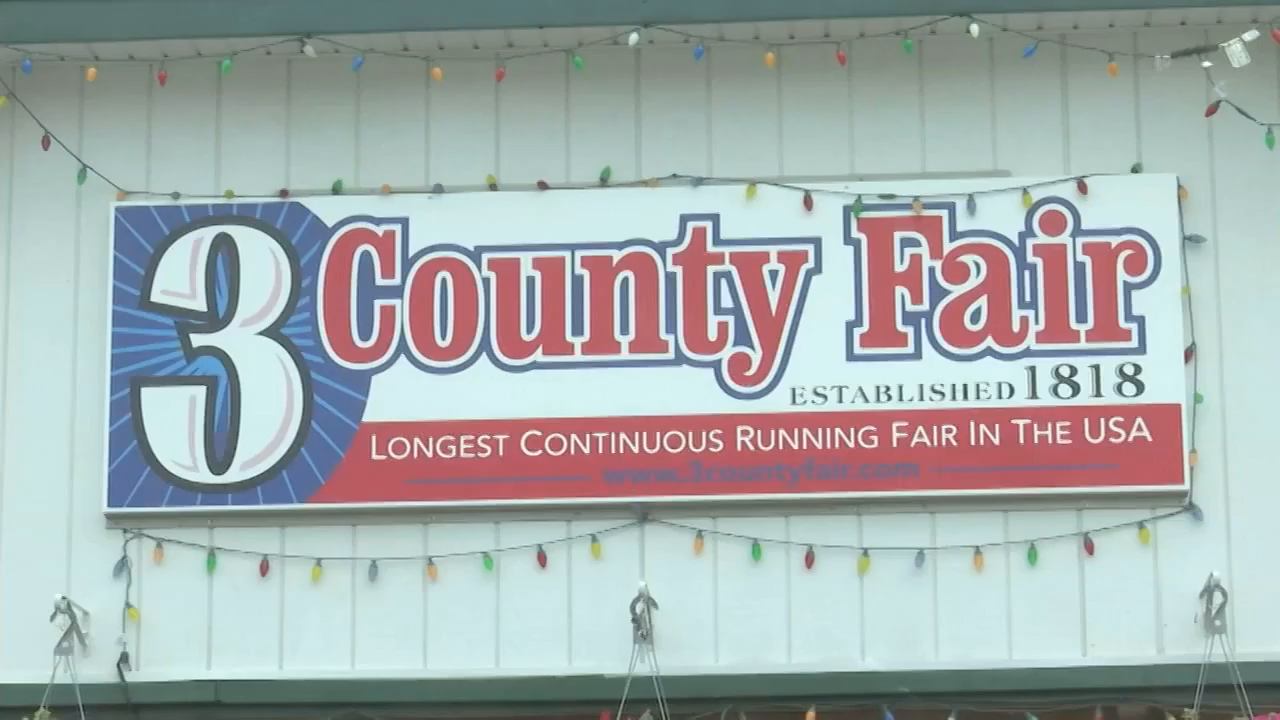 3 County Fair
ESTABLISHED 1818
LONGEST CONTINUOUS RUNNING FAIR IN THE USA
www.3countyfair.com